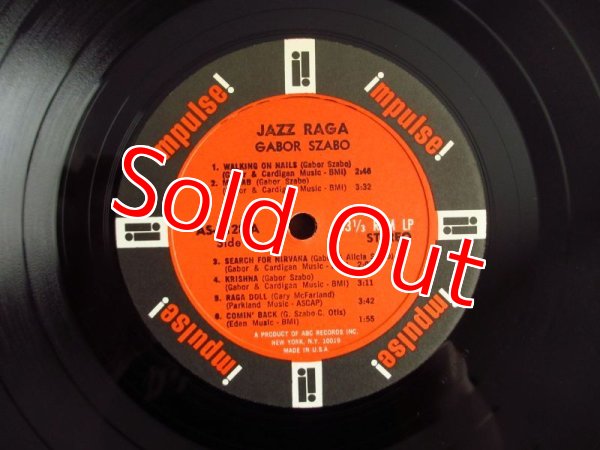 impulse!
impulse!
JAZZ RAGA
GABOR SZABO
1. WALKING ON NAILS (Gabor Szabo)
(Gabor & Cardigan Music - BMI) 2:46
2. (Gabor Szabo)
& Cardigan Music - BMI) 3:32
Sold Out
Side
LP
STEREO
3. SEARCH FOR NIRVANA (Gabor Alicia
(Gabor & Cardigan Music - BMI)
4. KRISHNA (Gabor Szabo)
(Gabor & Cardigan Music - BMI) 3:11
5. RAGA DOLL (Gary McFarland)
(Parkland Music - ASCAP) 3:42
6. COMIN' BACK (G. Szabo-C. Otis)
(Eden Music - BMI) 1:55
A PRODUCT OF ABC RECORDS INC.
NEW YORK, N.Y. 10019
MADE IN U.S.A
impulse!
impulse!